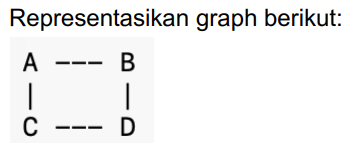 Representasikan graph berikut:
A --- B
|     |
C --- D